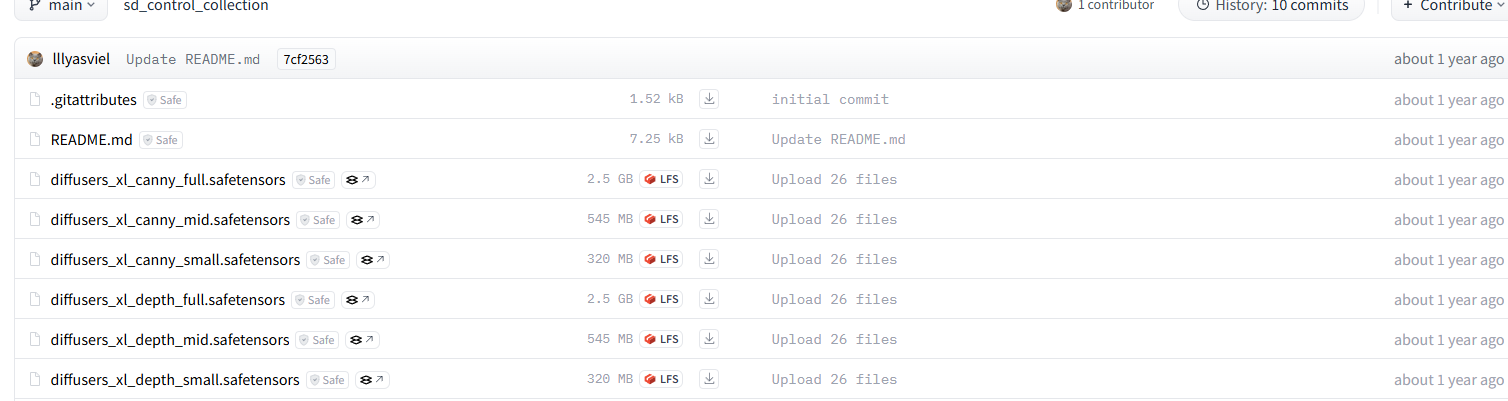 main sd_control_collection 1 contributor History: 10 commits + Contribute
lllyasviel Update README.md 7cf2563 about 1 year ago
.gitattributes Safe 1.52 kB initial commit about 1 year ago
README.md Safe 7.25 kB Update README.md about 1 year ago
diffusers_xl_canny_full.safetensors Safe 2.5 GB LFS Upload 26 files about 1 year ago
diffusers_xl_canny_mid.safetensors Safe 545 MB LFS Upload 26 files about 1 year ago
diffusers_xl_canny_small.safetensors Safe 320 MB LFS Upload 26 files about 1 year ago
diffusers_xl_depth_full.safetensors Safe 2.5 GB LFS Upload 26 files about 1 year ago
diffusers_xl_depth_mid.safetensors Safe 545 MB LFS Upload 26 files about 1 year ago
diffusers_xl_depth_small.safetensors Safe 320 MB LFS Upload 26 files about 1 year ago